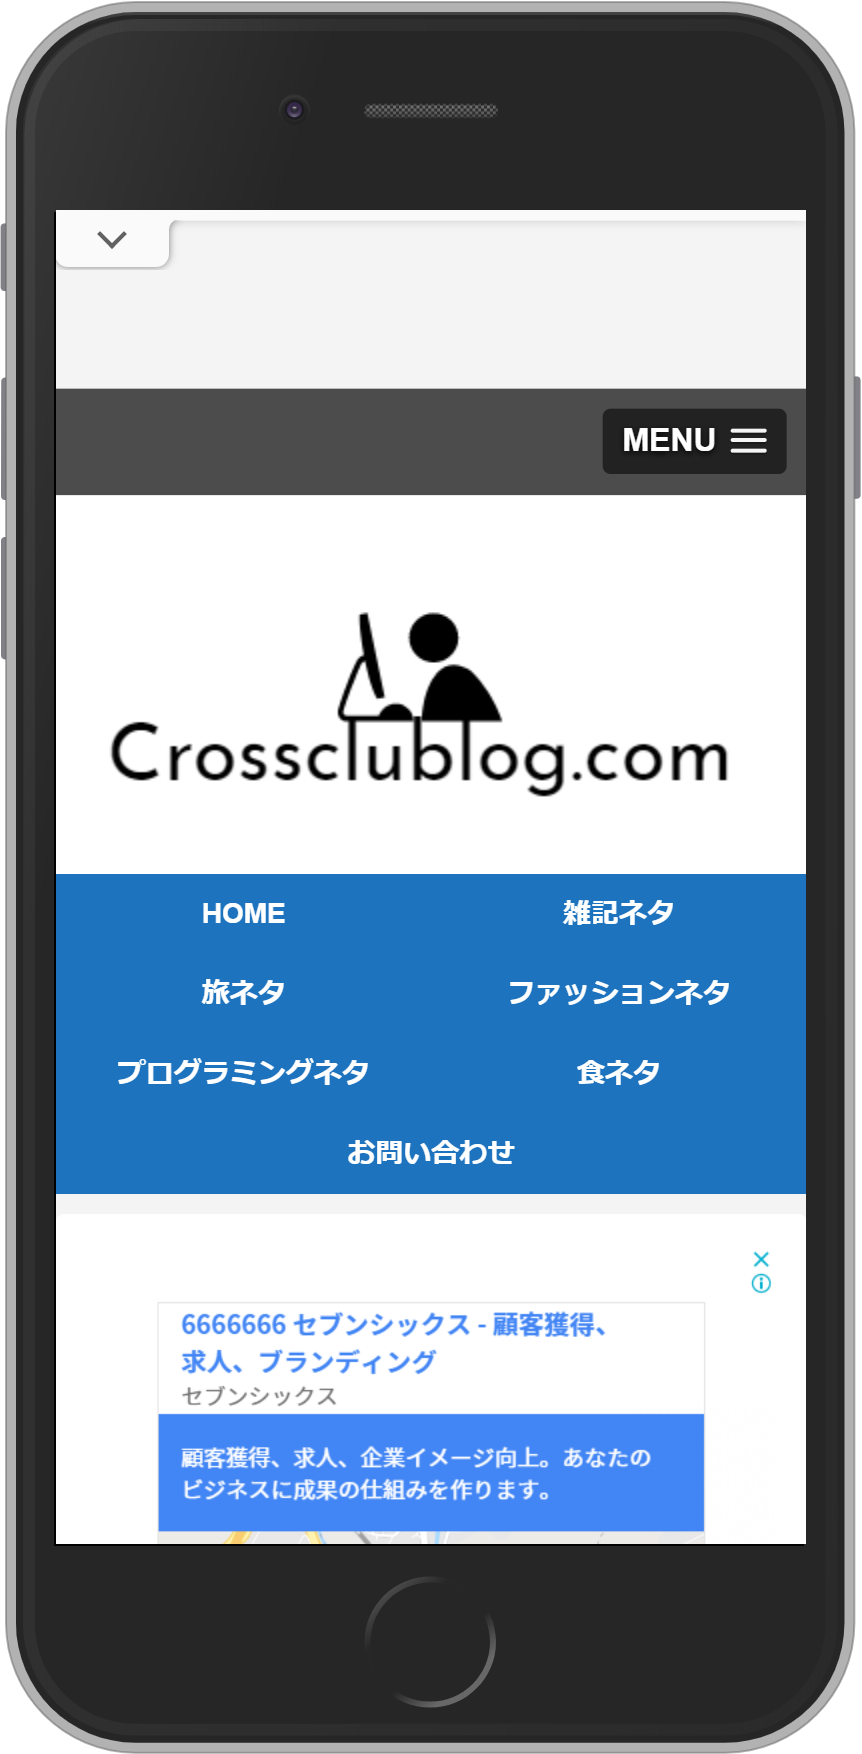 MENU
Crossclublog.com
HOME
雑記ネタ
旅ネタ
ファッションネタ
プログラミングネタ
食ネタ
お問い合わせ
6666666 セブンシックス - 顧客獲得、
求人、ブランディング
セブンシックス
顧客獲得、求人、企業イメージ向上。あなたの
ビジネスに成果の仕組みを作ります。